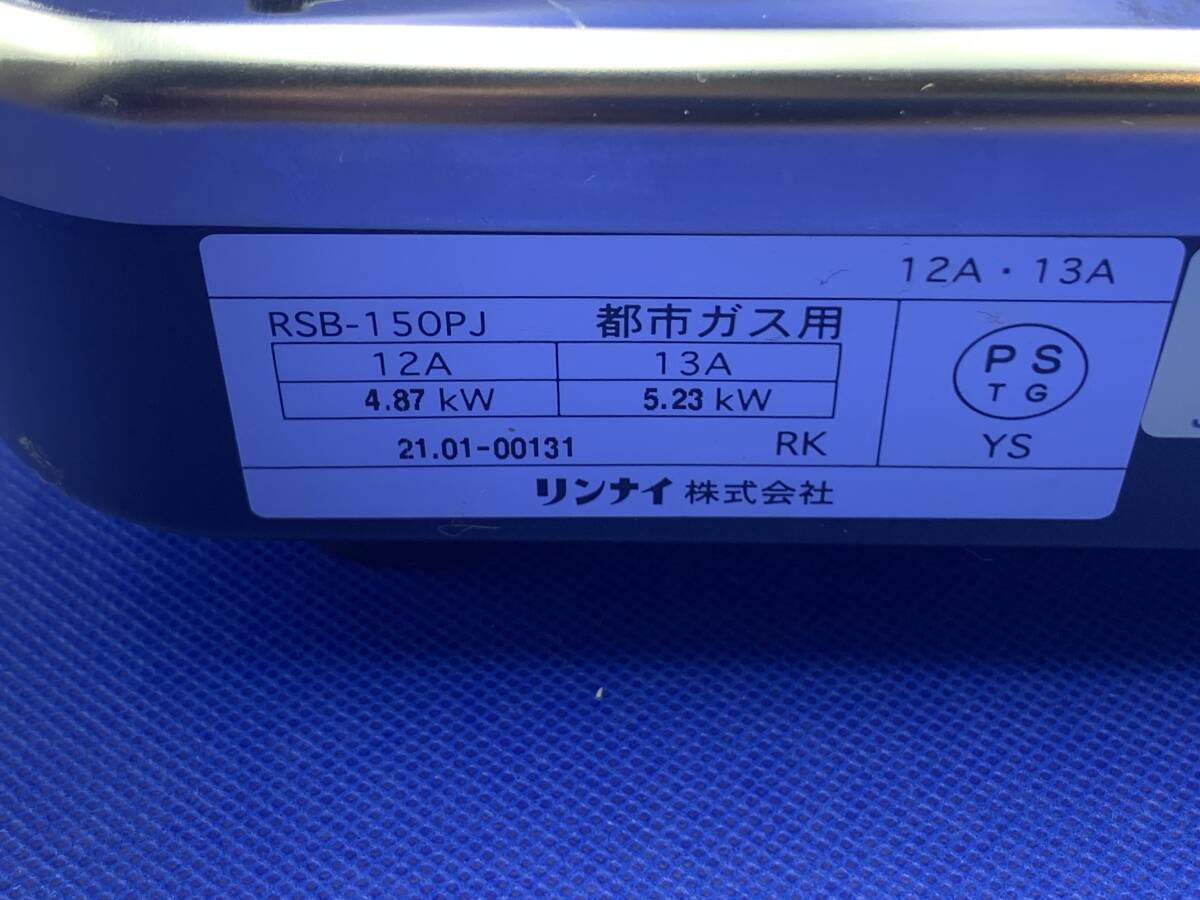 12A・13A
RSB-150PJ 都市ガス用
12A 13A
4.87 kW 5.23 kW
21.01-00131 RK
PS
TG
YS
リンナイ株式会社